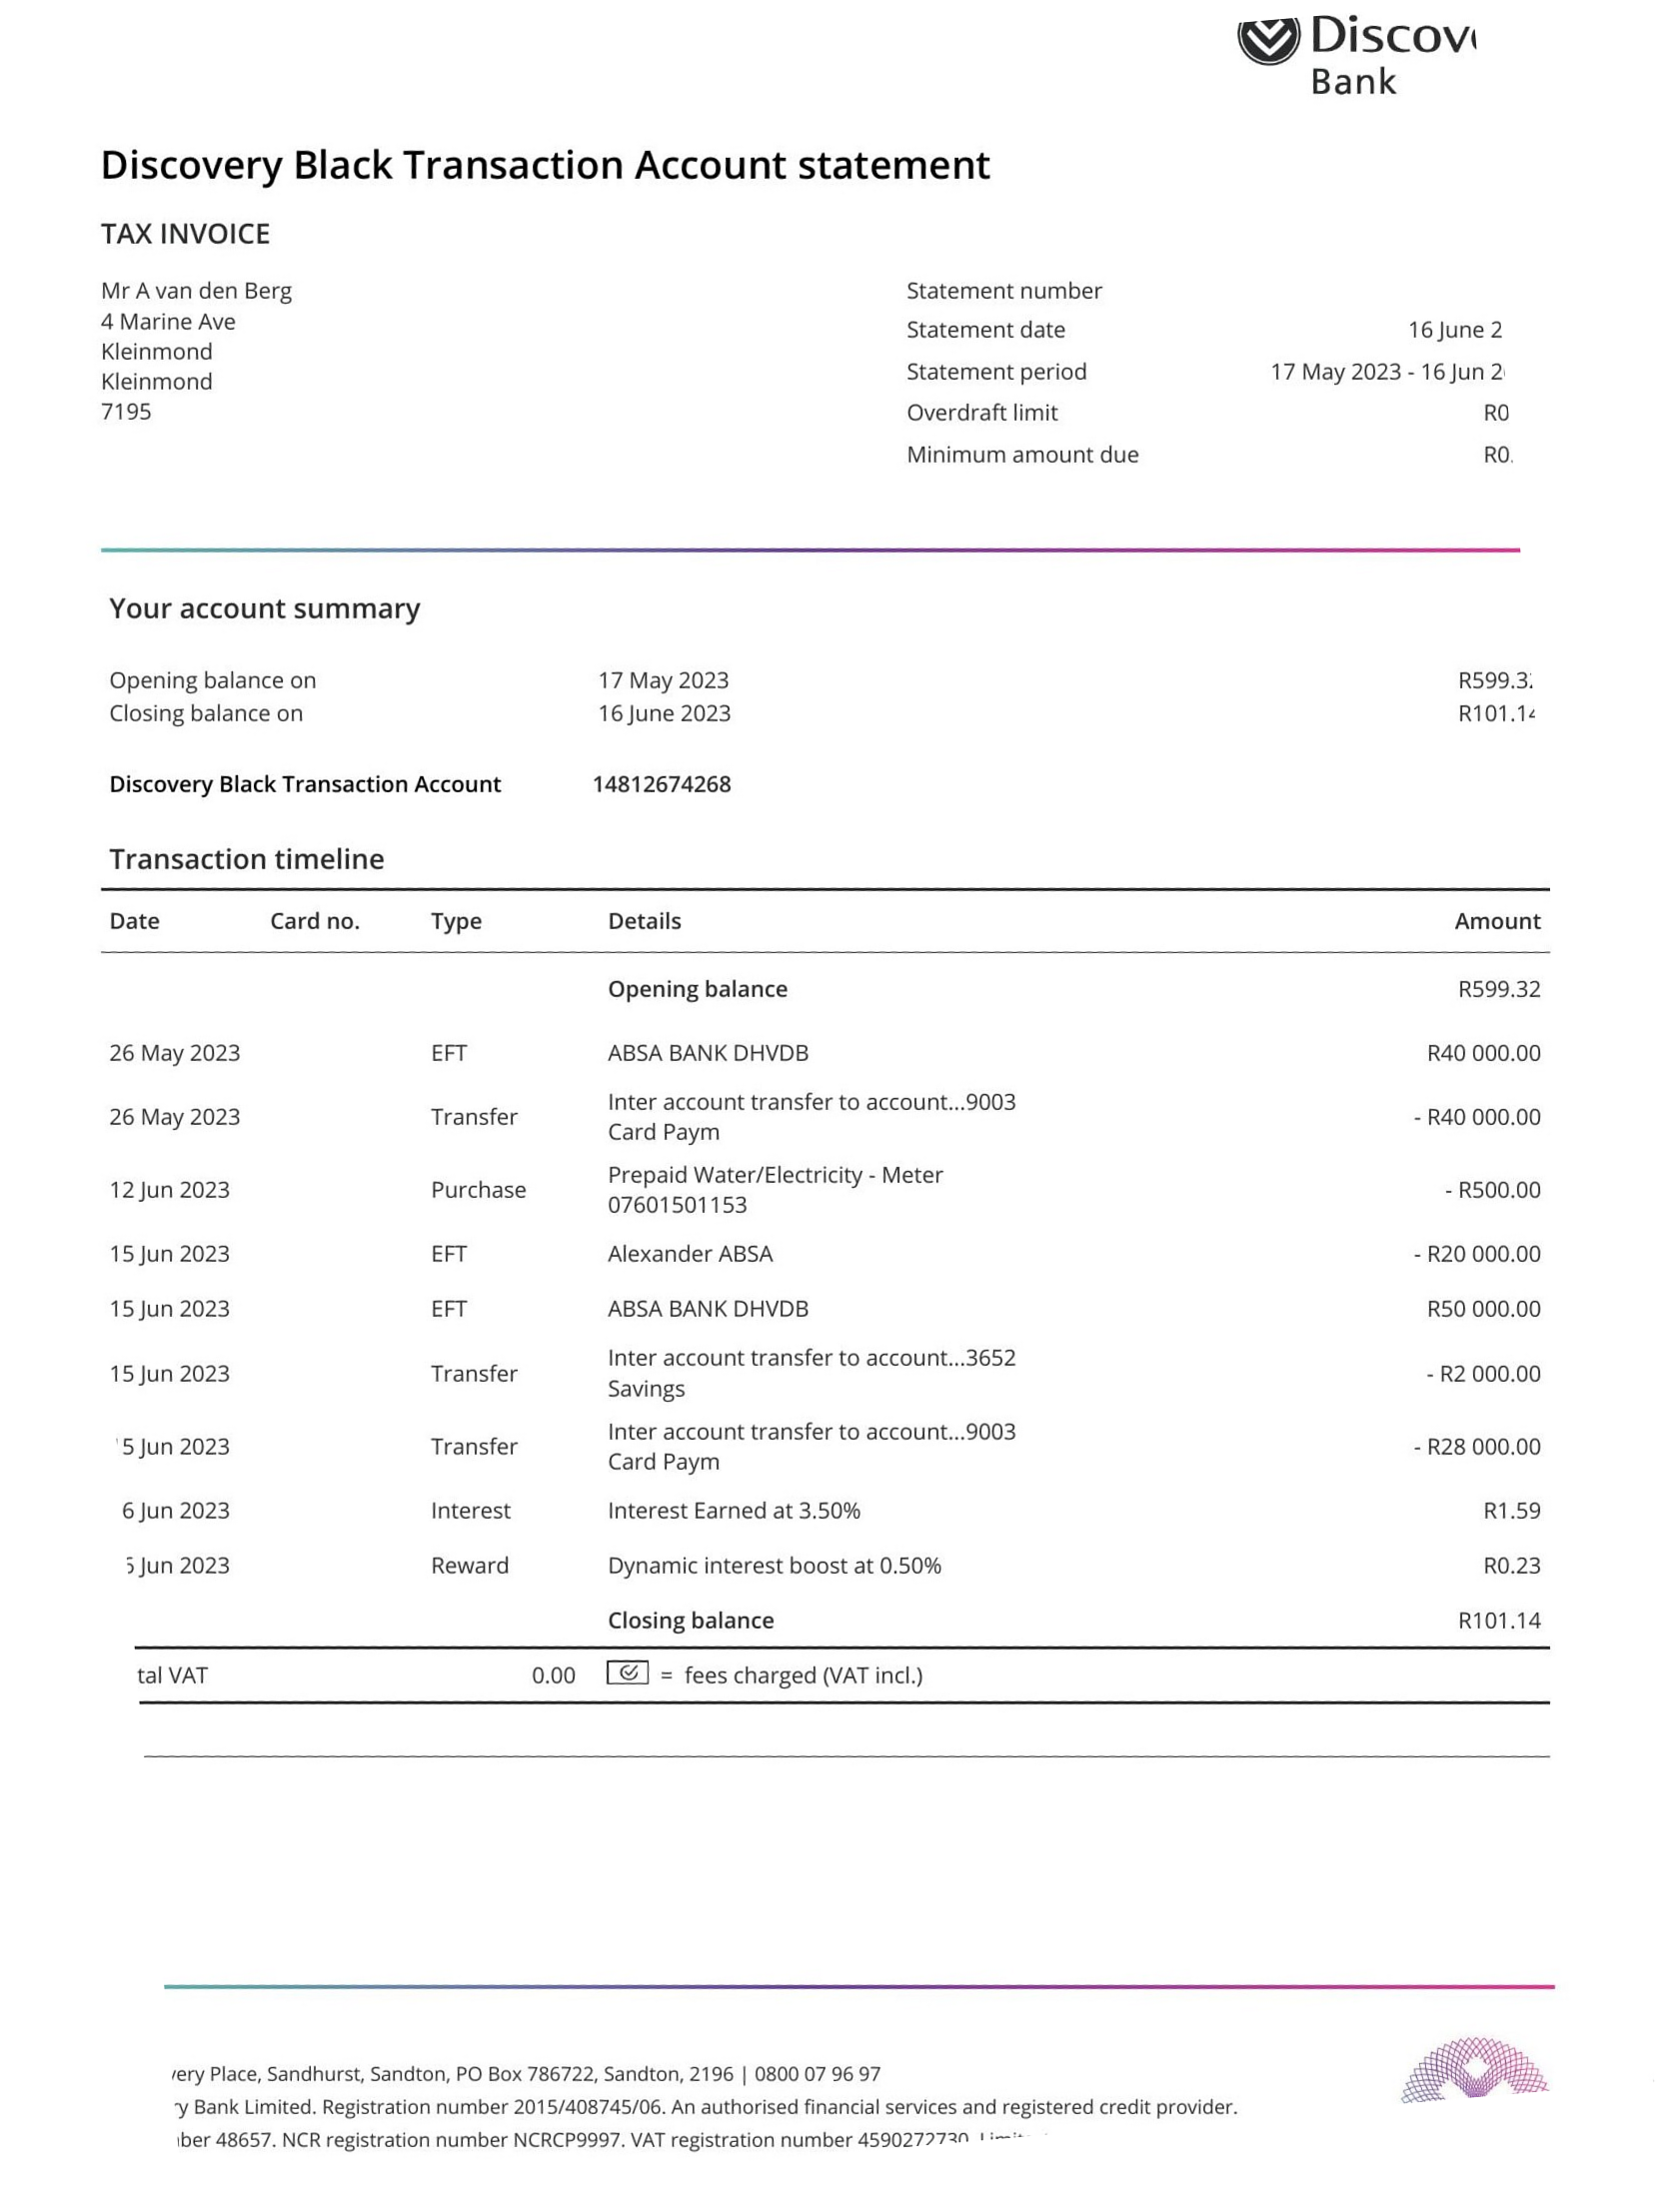 Bank
Discovery Black Transaction Account statement
TAX INVOICE
Mr A van den Berg
4 Marine Ave
Kleinmond
Kleinmond
7195
Statement number
Statement date 16 June 2
Statement period 17 May 2023 - 16 Jun 2
Overdraft limit R0
Minimum amount due R0.
Your account summary
Opening balance on 17 May 2023 R599.3
Closing balance on 16 June 2023 R101.14
Discovery Black Transaction Account 14812674268
Transaction timeline
Date Card no. Type Details Amount
Opening balance R599.32
26 May 2023 EFT ABSA BANK DHVDB R40 000.00
26 May 2023 Transfer Inter account transfer to account...9003 - R40 000.00
Card Paym
12 Jun 2023 Purchase Prepaid Water/Electricity - Meter - R500.00
07601501153
15 Jun 2023 EFT Alexander ABSA - R20 000.00
15 Jun 2023 EFT ABSA BANK DHVDB R50 000.00
15 Jun 2023 Transfer Inter account transfer to account...3652 - R2 000.00
Savings
5 Jun 2023 Transfer Inter account transfer to account...9003 - R28 000.00
Card Paym
6 Jun 2023 Interest Interest Earned at 3.50% R1.59
Jun 2023 Reward Dynamic interest boost at 0.50% R0.23
Closing balance R101.14
tal VAT 0.00 = fees charged (VAT incl.)
very Place, Sandhurst, Sandton, PO Box 786722, Sandton, 2196 | 0800 07 96 97
ry Bank Limited. Registration number 2015/408745/06. An authorised financial services and registered credit provider.
ber 48657. NCR registration number NCRCP9997. VAT registration number 4590272730.